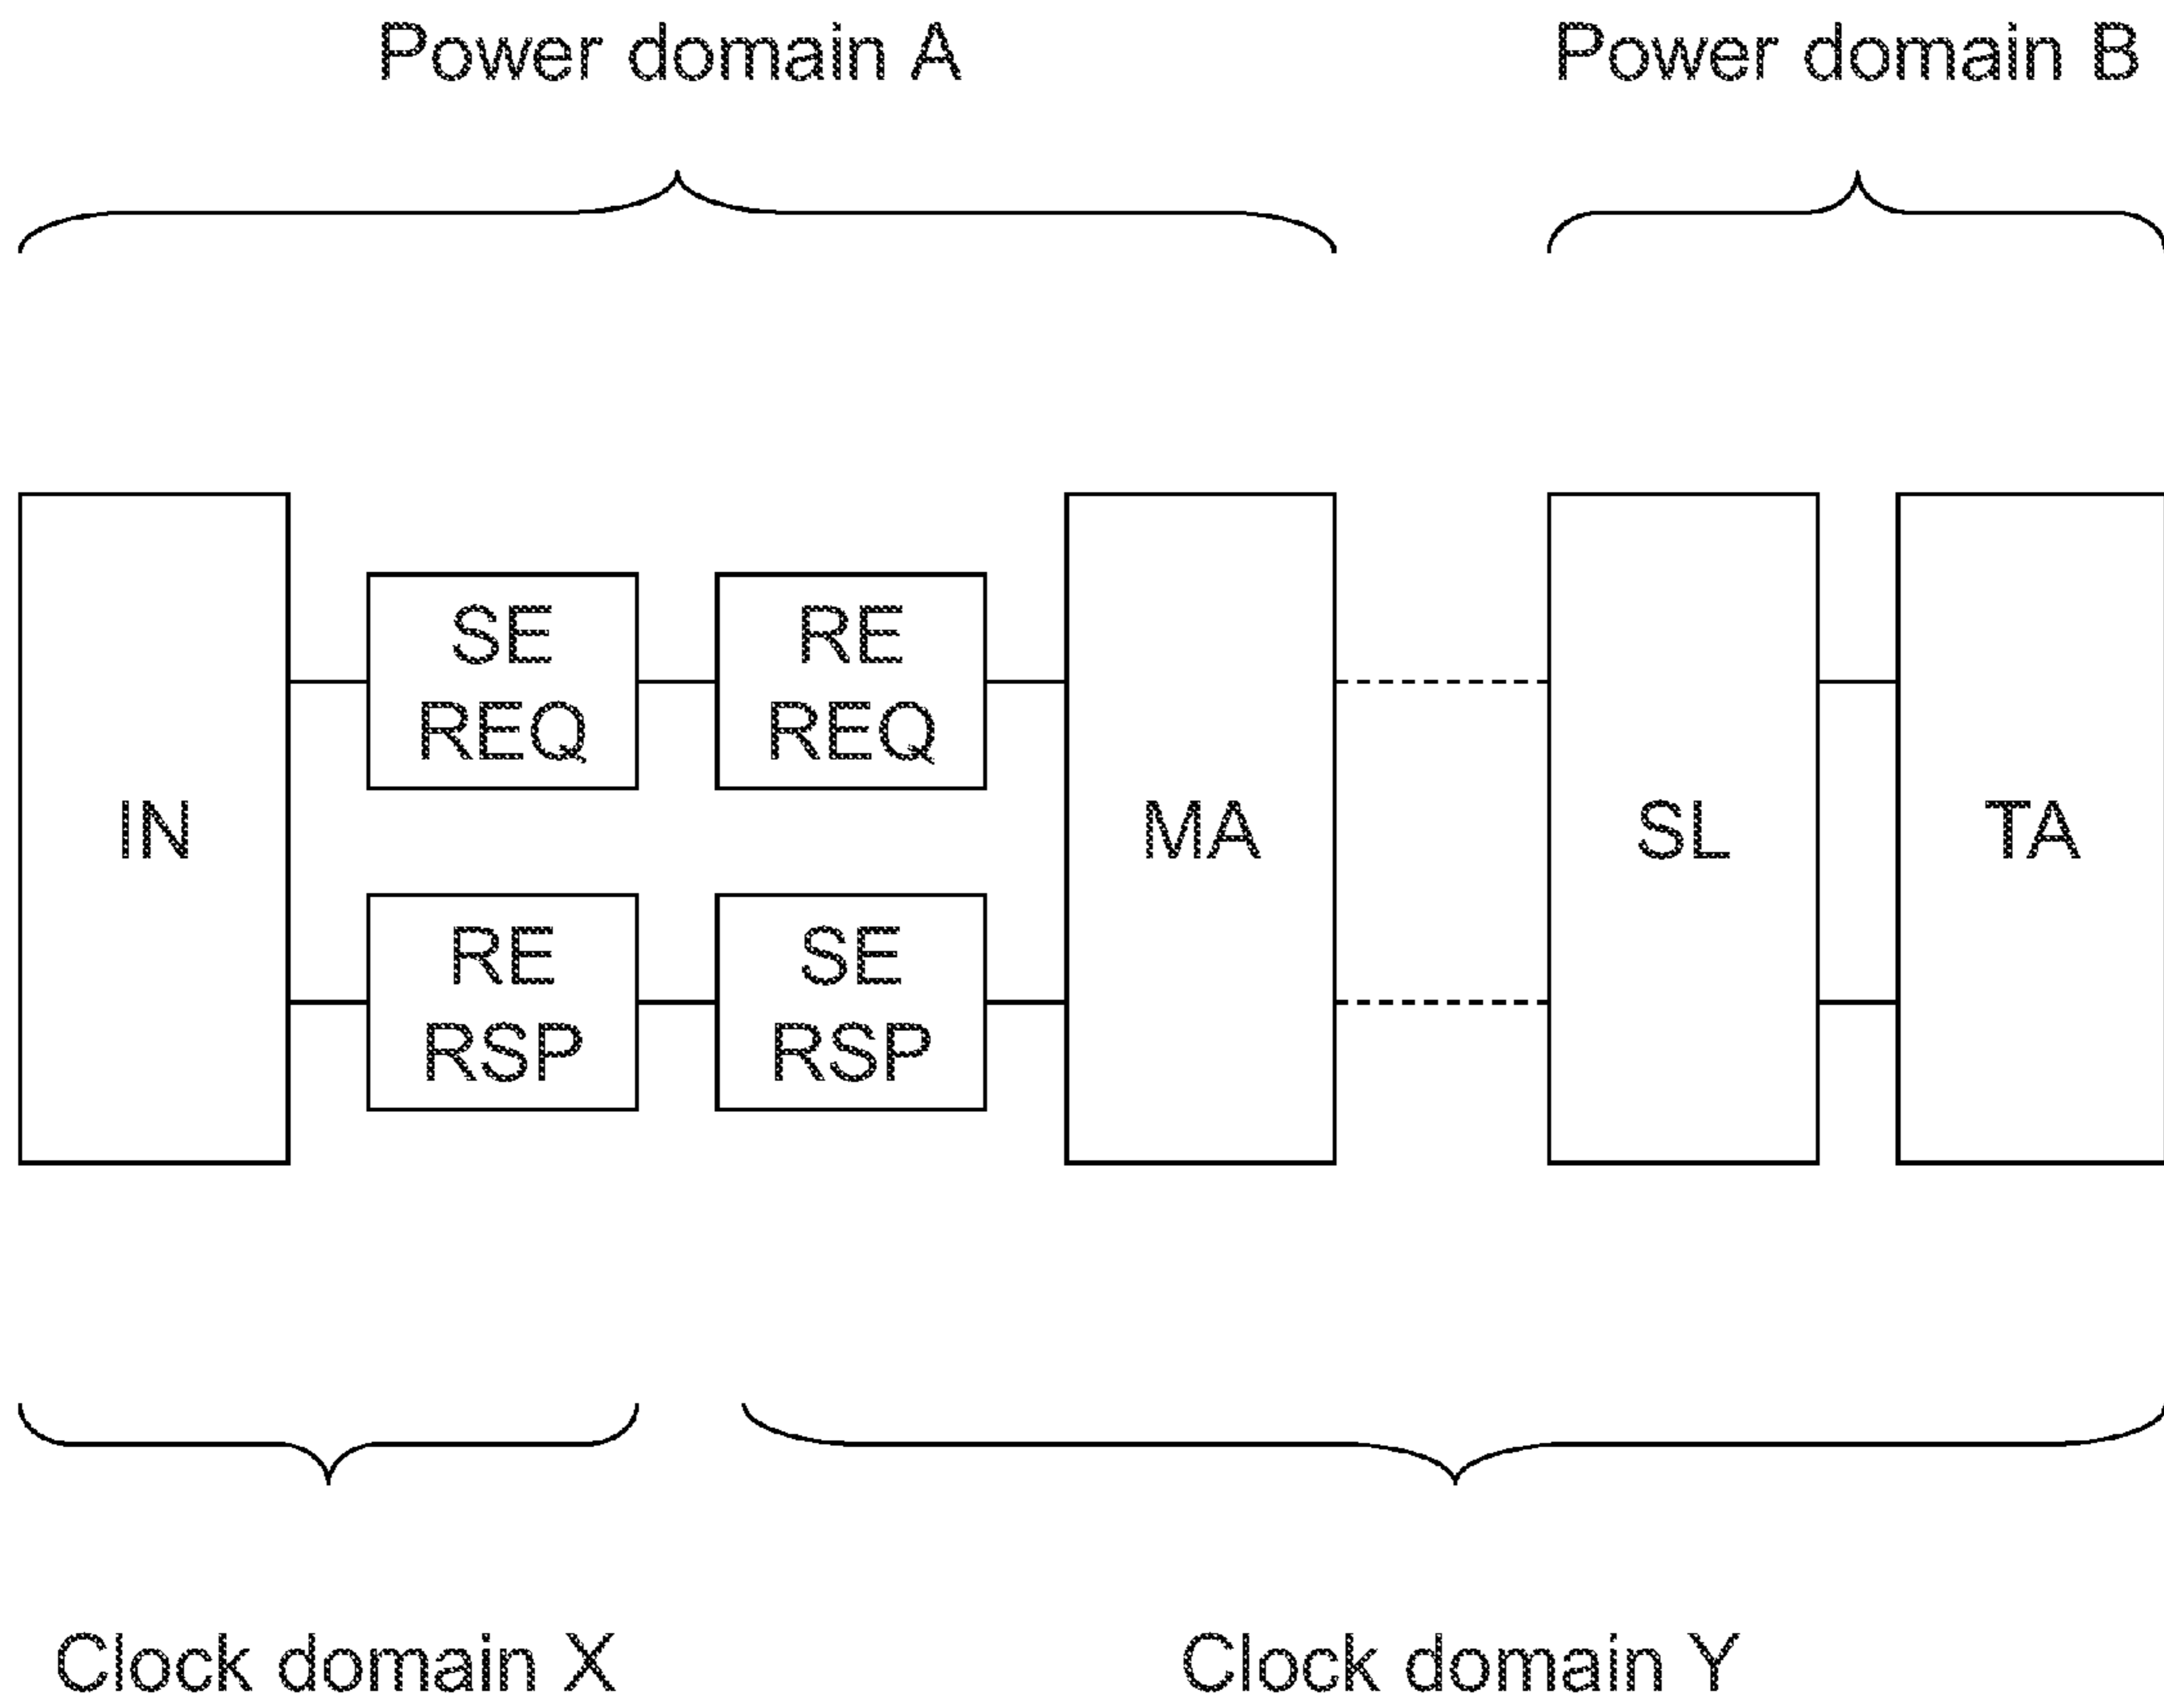 Power domain A
Power domain B
IN
SE
REQ
RE
REQ
RE
RSP
SE
RSP
MA
SL
TA
Clock domain X
Clock domain Y